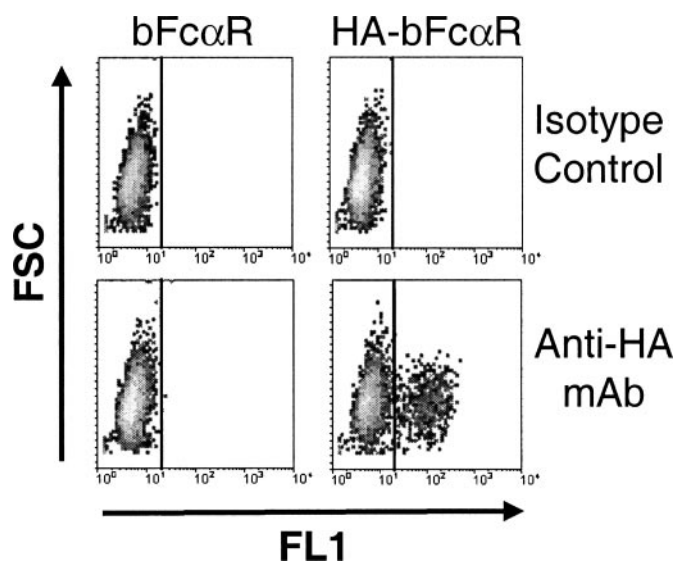 bFcαR HA-bFcαR
10⁰ 10¹ 10² 10³ 10⁴
10⁰ 10¹ 10² 10³ 10⁴
Isotype
Control
10⁰ 10¹ 10² 10³ 10⁴
10⁰ 10¹ 10² 10³ 10⁴
Anti-HA
mAb
FSC
FL1